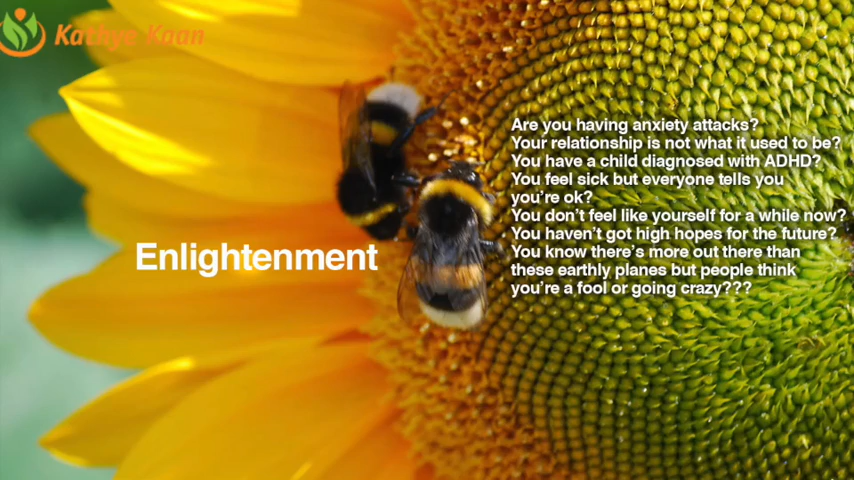 Kathye Kaan
Are you having anxiety attacks?
Your relationship is not what it used to be?
You have a child diagnosed with ADHD?
You feel sick but everyone tells you
you're ok?
You don't feel like yourself for a while now?
You haven't got high hopes for the future?
You know there's more out there than
these earthly planes but people think
you're a fool or going crazy???
Enlightenment